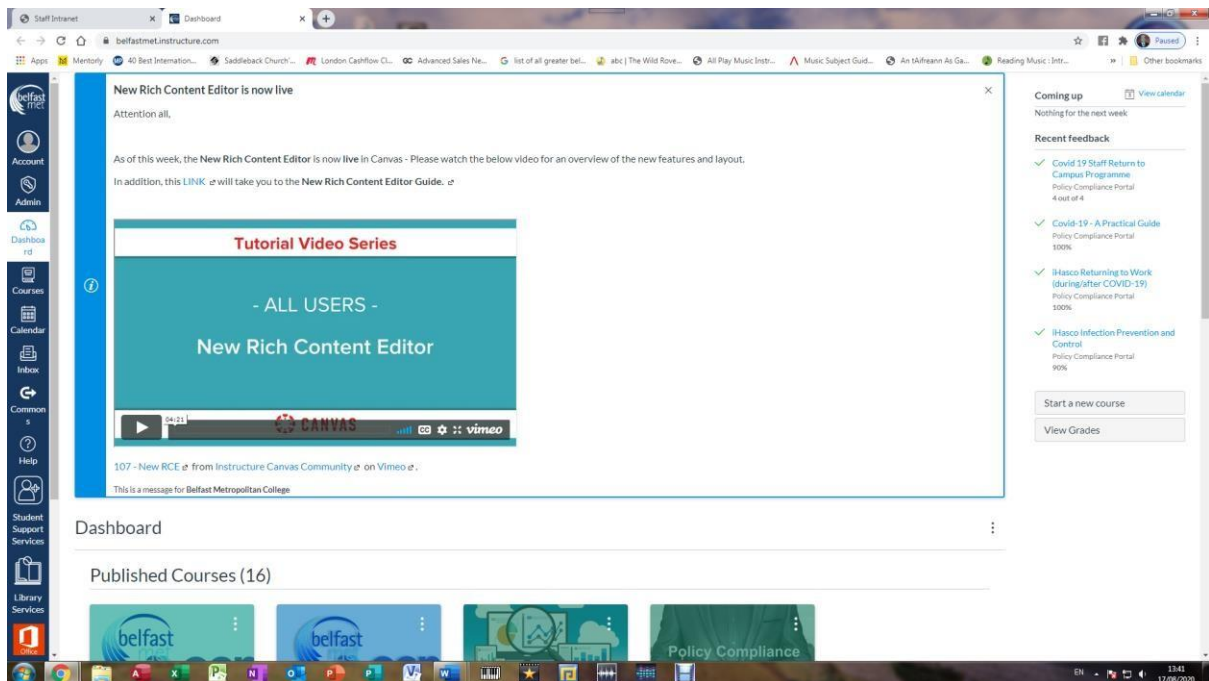 Staff Intranet
Dashboard
belfastmet.instructure.com
Paused
Apps
Mentorly
40 Best Internation...
Saddleback Church'...
London Cashflow Cl...
Advanced Sales Ne...
list of all greater bel...
abc | The Wild Rove...
All Play Music Instr...
Music Subject Guid...
An tAifreann As Ga...
Reading Music : Intr...
»
Other bookmarks
belfast
met
Account
Admin
Dashboa
rd
Courses
Calendar
Inbox
Common
s
Help
Student
Support
Services
Library
Services
Office
New Rich Content Editor is now live
Attention all,
As of this week, the New Rich Content Editor is now live in Canvas - Please watch the below video for an overview of the new features and layout.
In addition, this LINK will take you to the New Rich Content Editor Guide.
Tutorial Video Series
- ALL USERS -
New Rich Content Editor
04:21
CANVAS
CC
vimeo
107 - New RCE from Instructure Canvas Community on Vimeo .
This is a message for Belfast Metropolitan College
Dashboard
Published Courses (16)
belfast
belfast
Policy Compliance
Coming up
View calendar
Nothing for the next week
Recent feedback
Covid 19 Staff Return to
Campus Programme
Policy Compliance Portal
4 out of 4
Covid-19 - A Practical Guide
Policy Compliance Portal
100%
iHasco Returning to Work
(during/after COVID-19)
Policy Compliance Portal
100%
iHasco Infection Prevention and
Control
Policy Compliance Portal
90%
Start a new course
View Grades
EN
13:41
17/08/2020